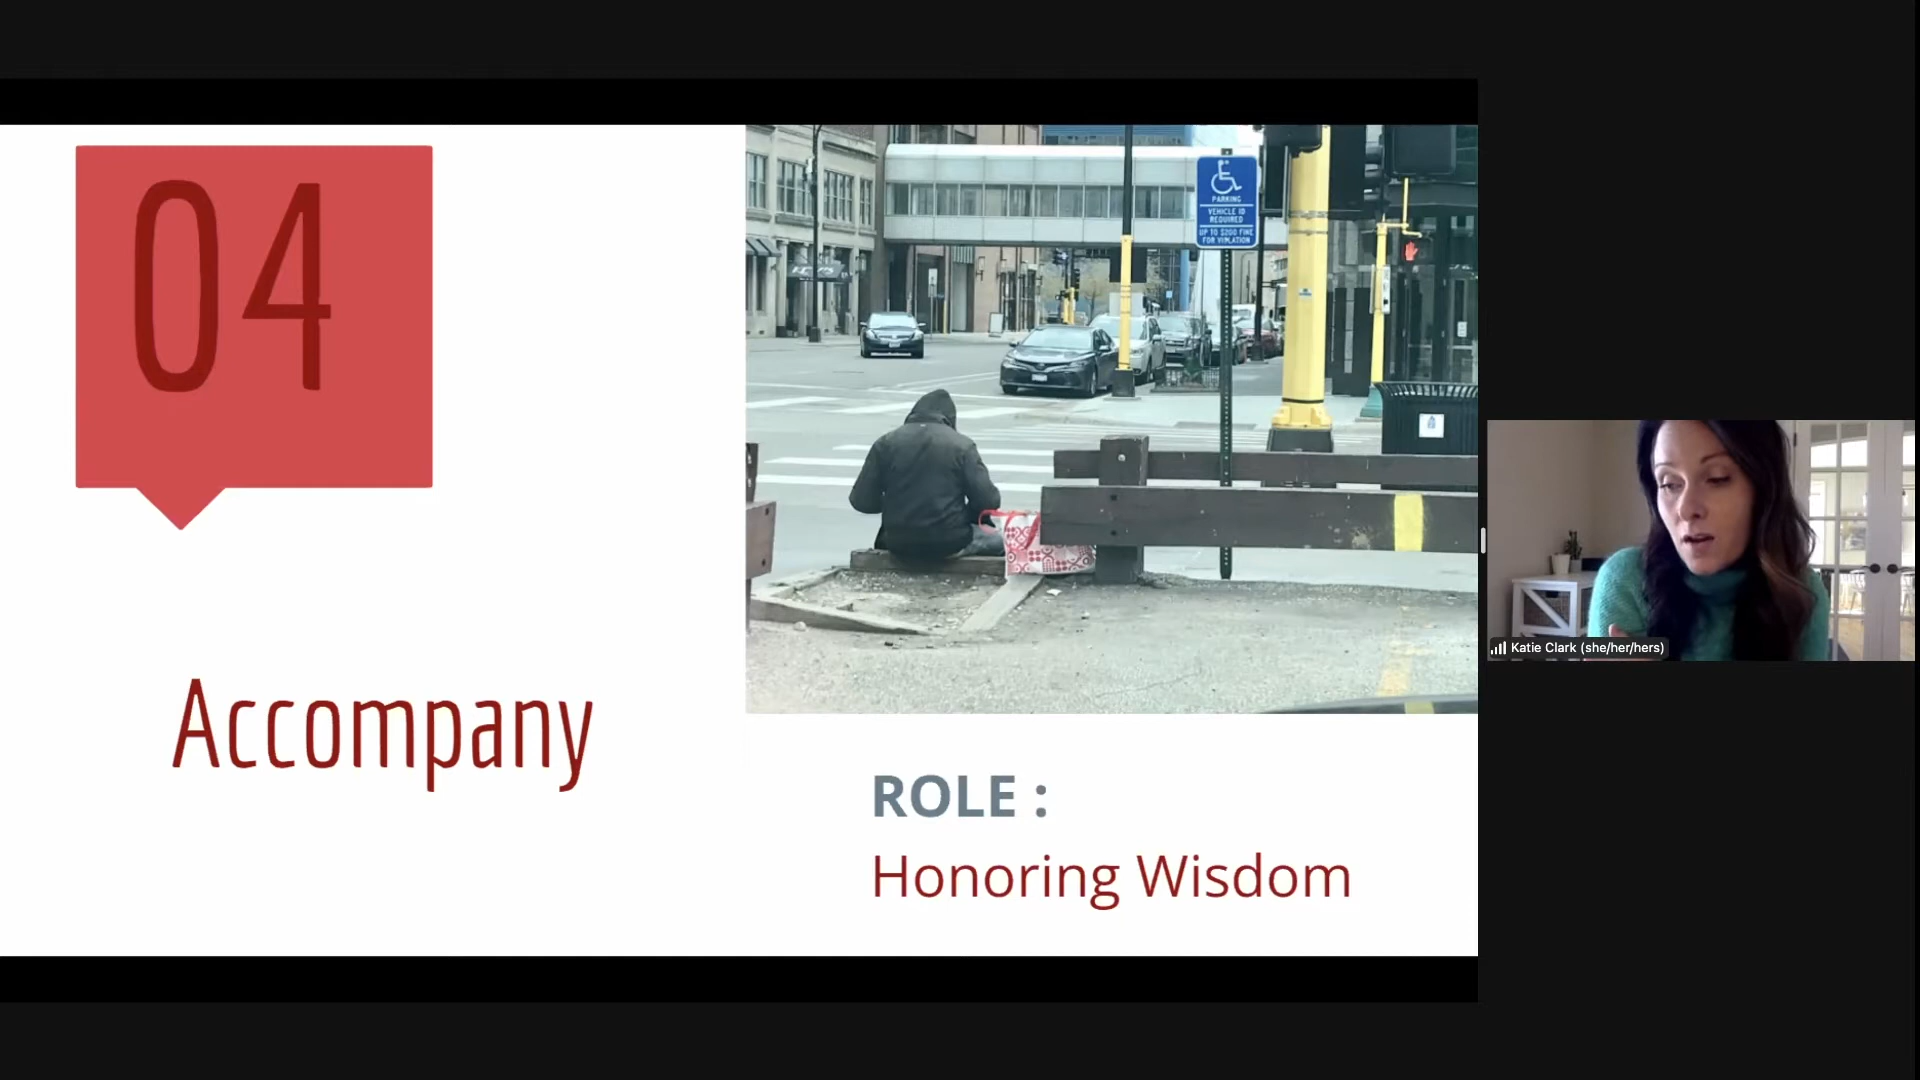 04
Accompany
PARKING
VEHICLE ID
REQUIRED
UP TO $200 FINE
FOR VIOLATION
ROLE :
Honoring Wisdom
Katie Clark (she/her/hers)